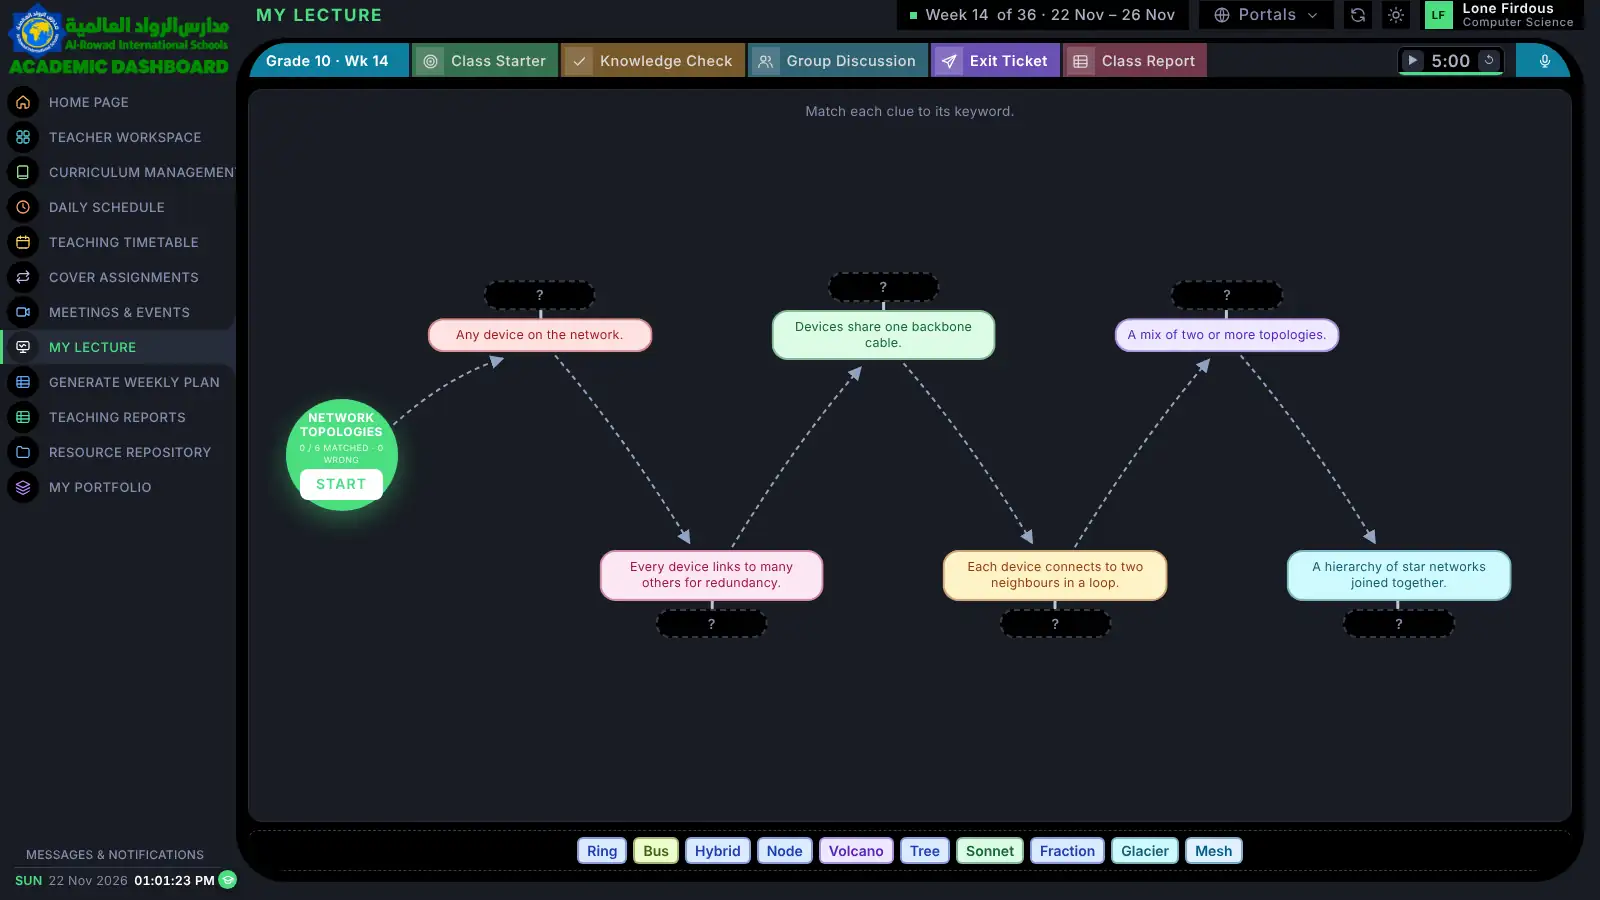 مدارس الرواد العالمية
Al-Rowad International Schools
ACADEMIC DASHBOARD
HOME PAGE
TEACHER WORKSPACE
CURRICULUM MANAGEMEN
DAILY SCHEDULE
TEACHING TIMETABLE
COVER ASSIGNMENTS
MEETINGS & EVENTS
MY LECTURE
GENERATE WEEKLY PLAN
TEACHING REPORTS
RESOURCE REPOSITORY
MY PORTFOLIO
MESSAGES & NOTIFICATIONS
SUN 22 Nov 2026 01:01:23 PM
MY LECTURE
Week 14 of 36 · 22 Nov – 26 Nov
Portals
LF
Lone Firdous
Computer Science
Grade 10 · Wk 14
Class Starter
Knowledge Check
Group Discussion
Exit Ticket
Class Report
5:00
Match each clue to its keyword.
?
Any device on the network.
?
Devices share one backbone
cable.
?
A mix of two or more topologies.
NETWORK
TOPOLOGIES
0 / 6 MATCHED · 0
WRONG
START
Every device links to many
others for redundancy.
?
Each device connects to two
neighbours in a loop.
?
A hierarchy of star networks
joined together.
?
Ring
Bus
Hybrid
Node
Volcano
Tree
Sonnet
Fraction
Glacier
Mesh